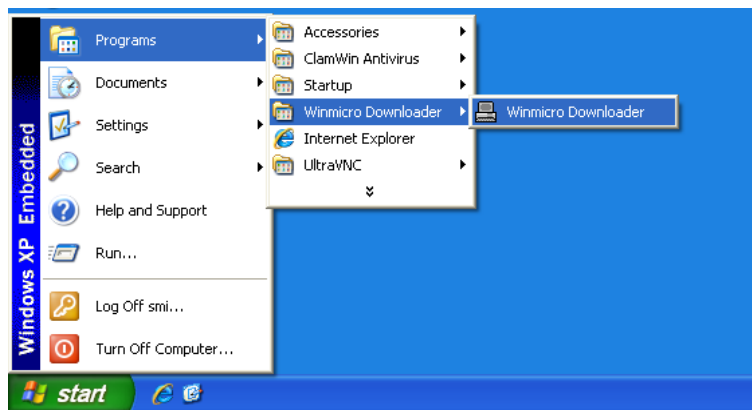 Windows XP Embedded
Programs
Documents
Settings
Search
Help and Support
Run...
Log Off smi...
Turn Off Computer...
Accessories
ClamWin Antivirus
Startup
Winmicro Downloader
Internet Explorer
UltraVNC
Winmicro Downloader
start